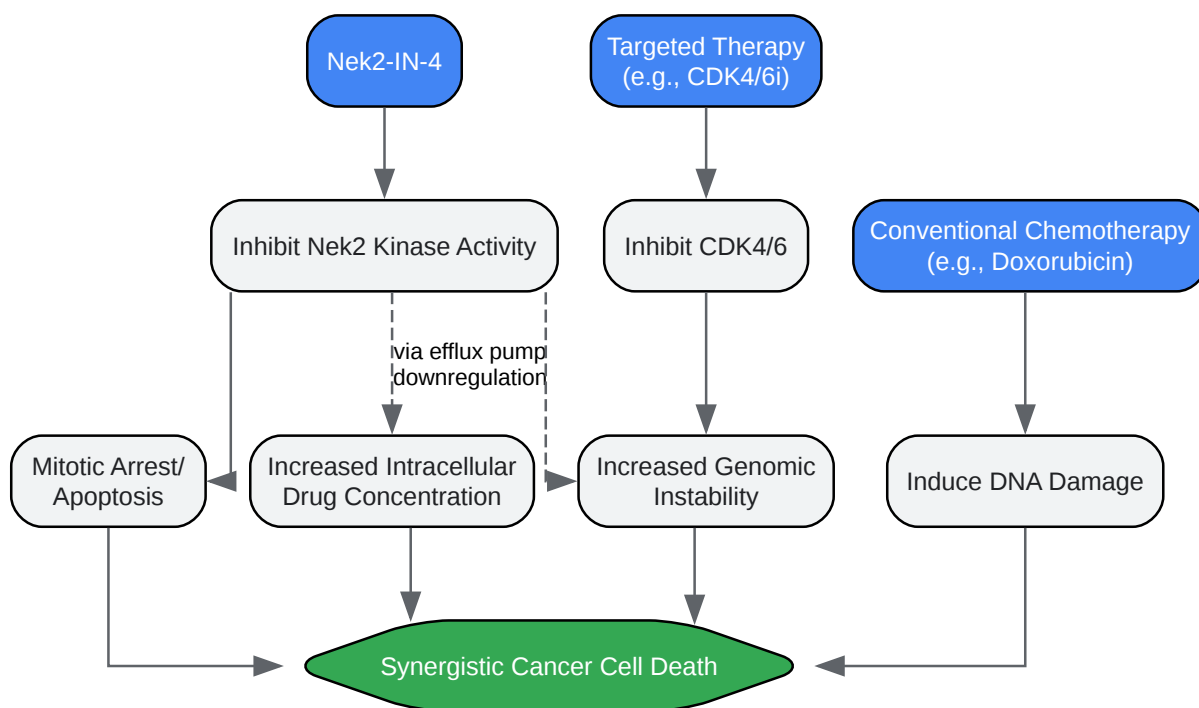 Nek2-IN-4
Targeted Therapy
(e.g., CDK4/6i)
Inhibit Nek2 Kinase Activity
Inhibit CDK4/6
Conventional Chemotherapy
(e.g., Doxorubicin)
via efflux pump
downregulation
Mitotic Arrest/
Apoptosis
Increased Intracellular
Drug Concentration
Increased Genomic
Instability
Induce DNA Damage
Synergistic Cancer Cell Death